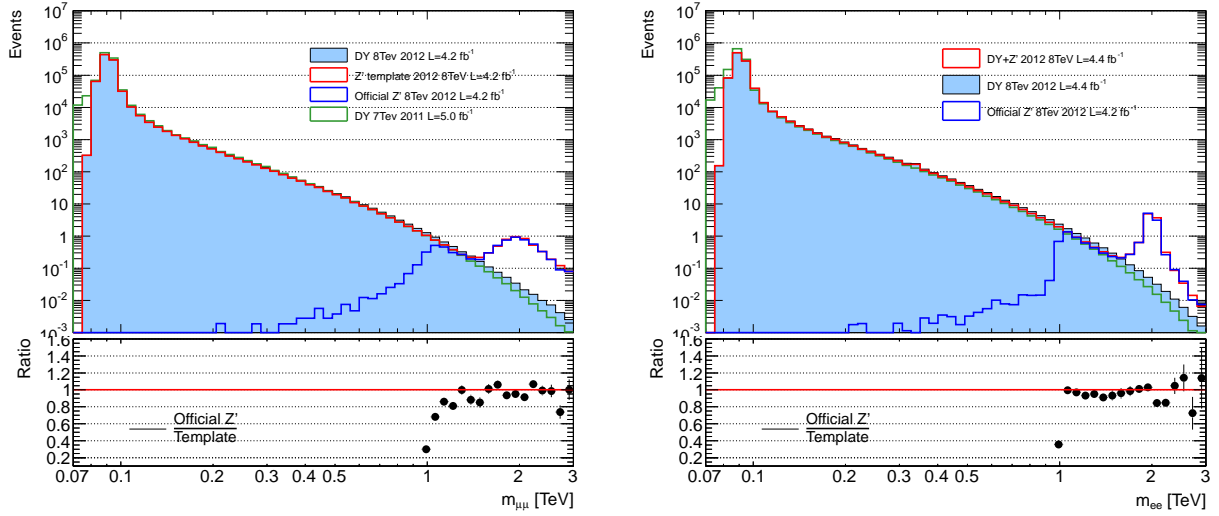 Events
10^7
10^6
10^5
10^4
10^3
10^2
10
1
10^-1
10^-2
10^-3
DY 8Tev 2012 L=4.2 fb^-1
Z' template 2012 8TeV L=4.2 fb^-1
Official Z' 8Tev 2012 L=4.2 fb^-1
DY 7Tev 2011 L=5.0 fb^-1
Ratio
1.6
1.4
1.2
1
0.8
0.6
0.4
0.2
Official Z'
Template
0.07 0.1 0.2 0.3 0.4 0.5 1 2 3
m_μμ [TeV]
Events
10^7
10^6
10^5
10^4
10^3
10^2
10
1
10^-1
10^-2
10^-3
DY+Z' 2012 8TeV L=4.4 fb^-1
DY 8Tev 2012 L=4.4 fb^-1
Official Z' 8Tev 2012 L=4.2 fb^-1
Ratio
1.6
1.4
1.2
1
0.8
0.6
0.4
0.2
Official Z'
Template
0.07 0.1 0.2 0.3 0.4 0.5 1 2 3
m_ee [TeV]